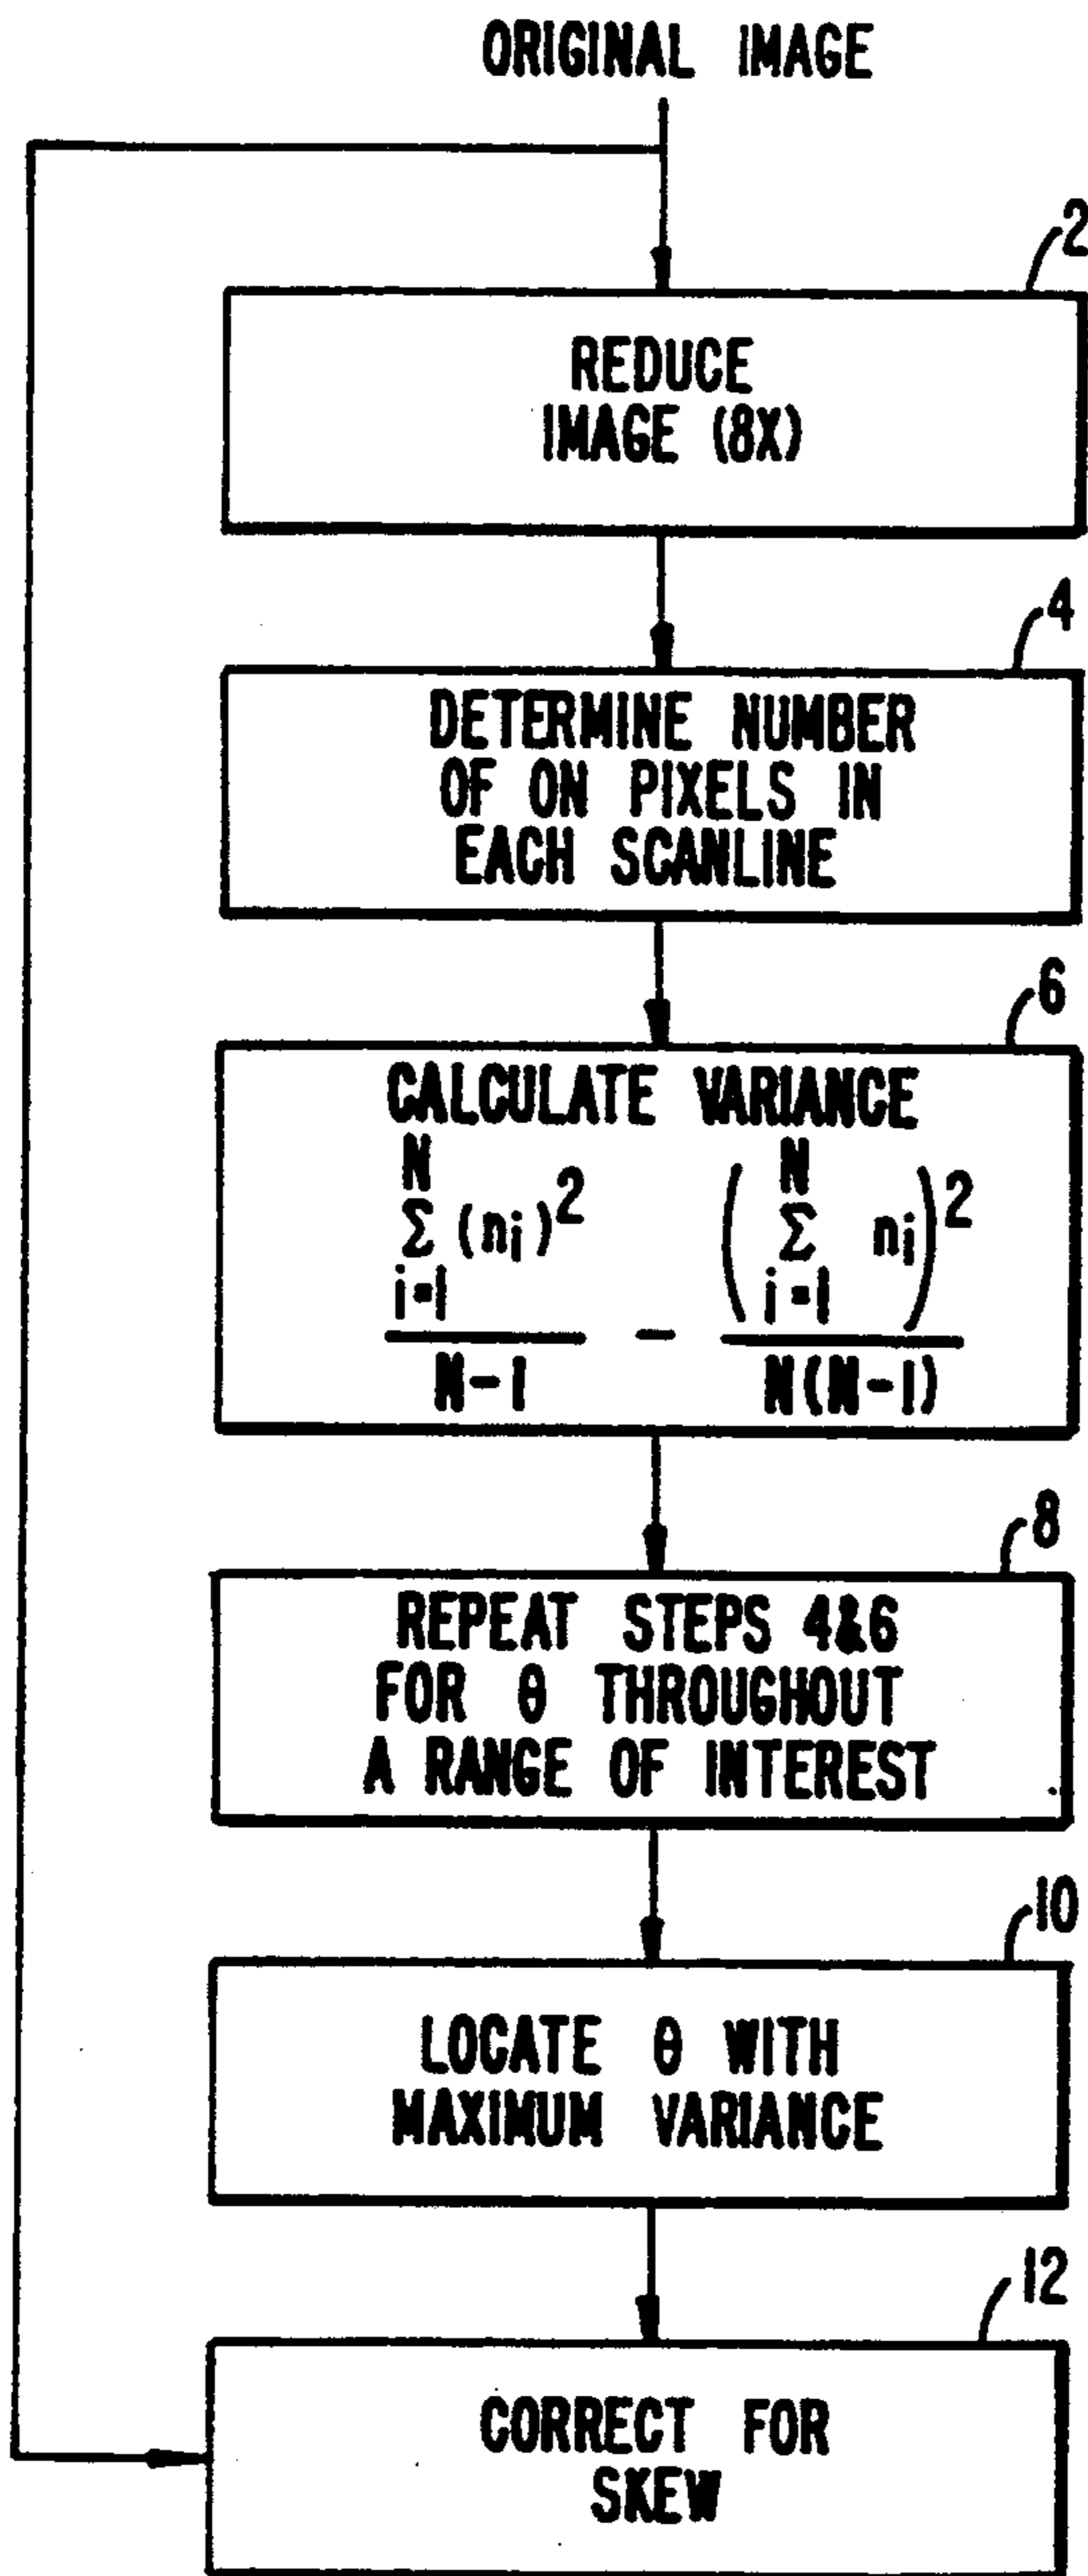 ORIGINAL IMAGE
2
REDUCE
IMAGE (8X)
4
DETERMINE NUMBER
OF ON PIXELS IN
EACH SCANLINE
6
CALCULATE VARIANCE
N N
Σ (ni)2 - ( Σ ni)2
i=1 i=1
N-1 N(N-1)
8
REPEAT STEPS 4&6
FOR θ THROUGHOUT
A RANGE OF INTEREST
10
LOCATE θ WITH
MAXIMUM VARIANCE
12
CORRECT FOR
SKEW